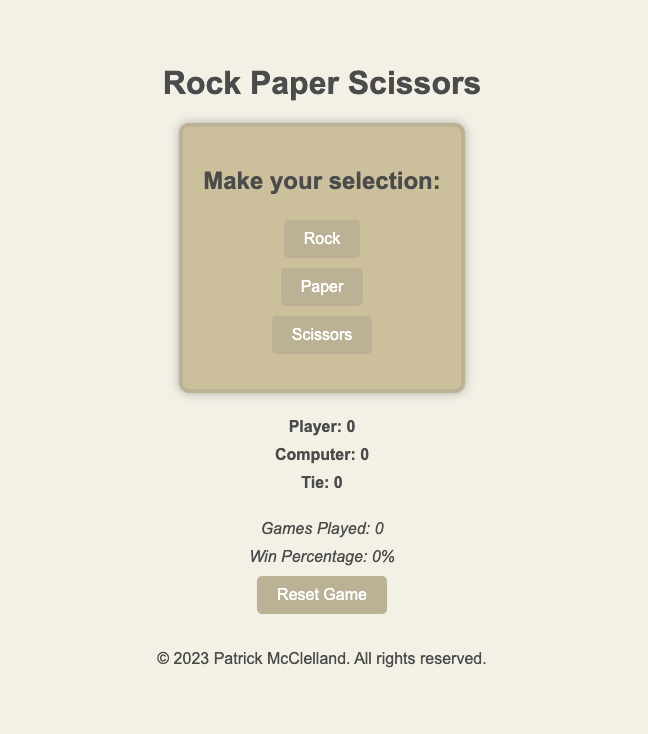 Rock Paper Scissors
Make your selection:
Rock
Paper
Scissors
Player: 0
Computer: 0
Tie: 0
Games Played: 0
Win Percentage: 0%
Reset Game
© 2023 Patrick McClelland. All rights reserved.